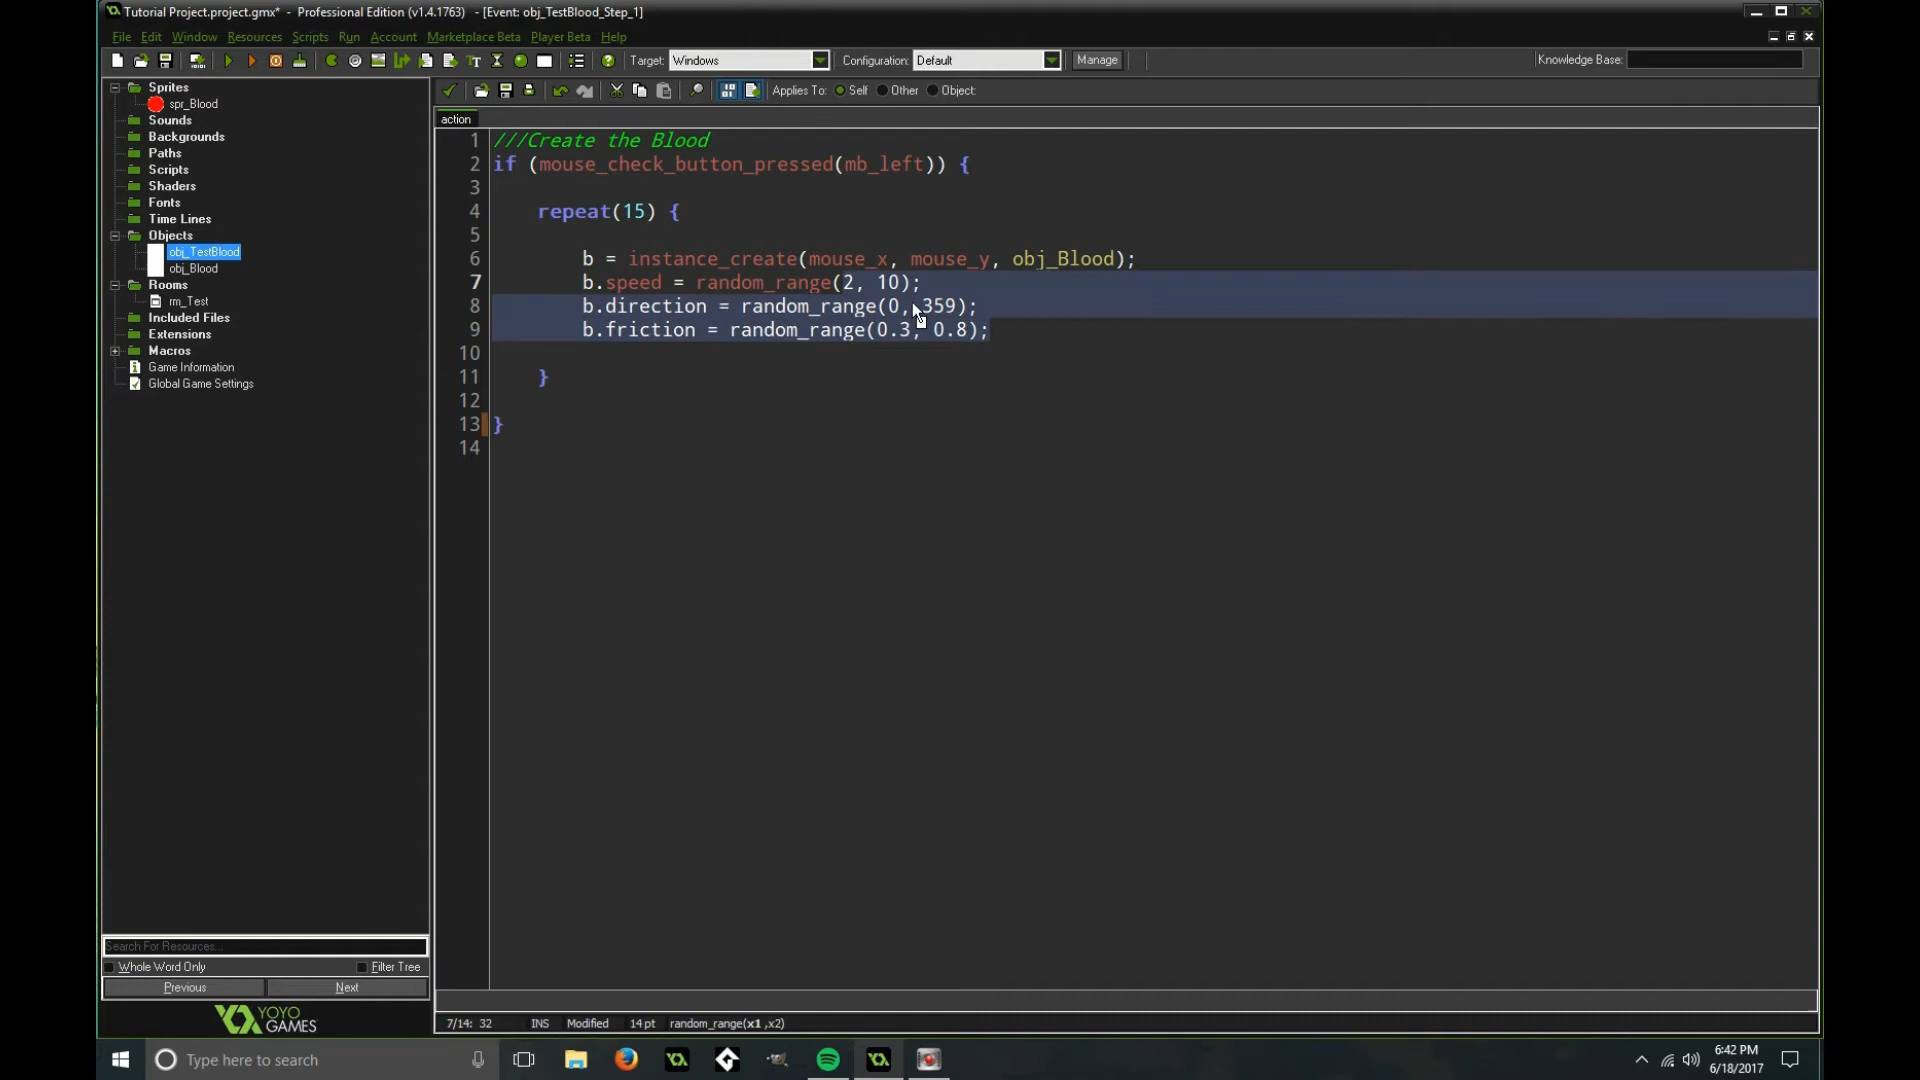 Tutorial Project.project.gmx* - Professional Edition (v1.4.1763) - [Event: obj_TestBlood_Step_1]
File Edit Window Resources Scripts Run Account Marketplace Beta Player Beta Help
Target: Windows Configuration: Default Manage Knowledge Base:
Applies To: Self Other Object:
Sprites
spr_Blood
Sounds
Backgrounds
Paths
Scripts
Shaders
Fonts
Time Lines
Objects
obj_TestBlood
obj_Blood
Rooms
rm_Test
Included Files
Extensions
Macros
Game Information
Global Game Settings
action
1 ///Create the Blood
2 if (mouse_check_button_pressed(mb_left)) {
3
4 repeat(15) {
5
6 b = instance_create(mouse_x, mouse_y, obj_Blood);
7 b.speed = random_range(2, 10);
8 b.direction = random_range(0, 359);
9 b.friction = random_range(0.3, 0.8);
10
11 }
12
13 }
14
Search For Resources...
Whole Word Only Filter Tree
Previous Next
YOYO
GAMES
7/14: 32 INS Modified 14 pt random_range(x1 ,x2)
Type here to search
6:42 PM
6/18/2017